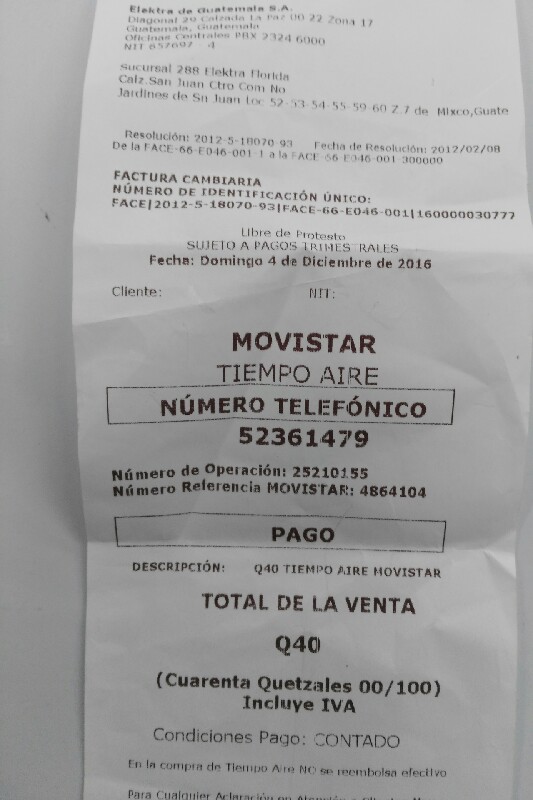 Elektra de Guatemala S.A.
Diagonal 29 Calzada La Paz 00 22 Zona 17
Guatemala, Guatemala
Oficinas Centrales PBX 2324 6000
NIT 657697 - 4
Sucursal 288 Elektra Florida
Calz.San Juan Ctro Com No
Jardines de Sn Juan Loc 52-53-54-55-59-60 Z.7 de Mixco,Guate
Resolución: 2012-5-18070-93 Fecha de Resolución: 2012/02/08
De la FACE-66-E046-001-1 a la FACE-66-E046-001-300000
FACTURA CAMBIARIA
NÚMERO DE IDENTIFICACIÓN ÚNICO:
FACE|2012-5-18070-93|FACE-66-E046-001|160000030777
Libre de Protesto
SUJETO A PAGOS TRIMESTRALES
Fecha: Domingo 4 de Diciembre de 2016
Cliente: NIT:
MOVISTAR
TIEMPO AIRE
NÚMERO TELEFÓNICO
52361479
Número de Operación: 25210155
Número Referencia MOVISTAR: 4864104
PAGO
DESCRIPCIÓN: Q40 TIEMPO AIRE MOVISTAR
TOTAL DE LA VENTA
Q40
(Cuarenta Quetzales 00/100)
Incluye IVA
Condiciones Pago: CONTADO
En la compra de Tiempo Aire NO se reembolsa efectivo
Para Cualquier Aclaración